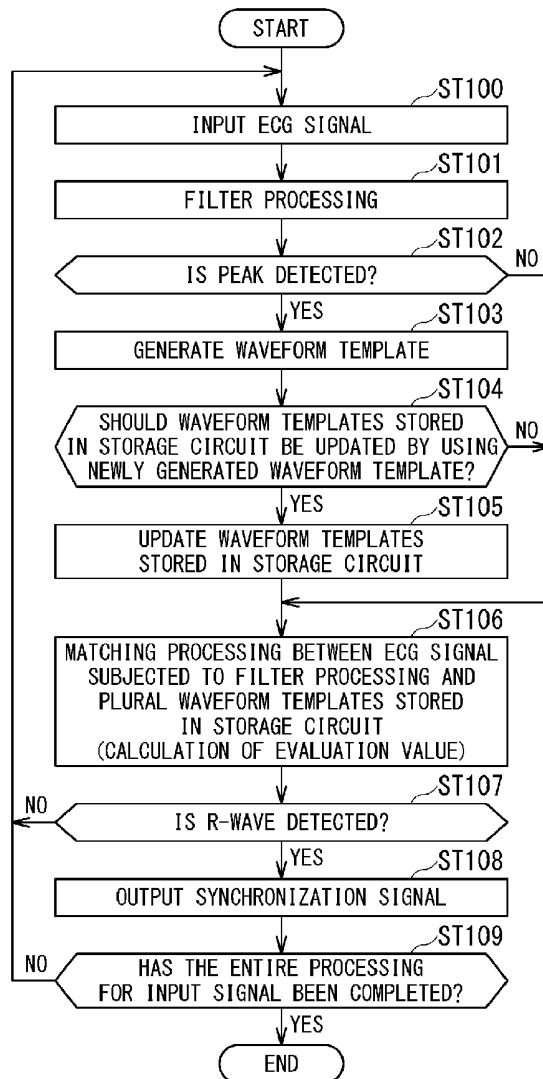 START
ST100
INPUT ECG SIGNAL
ST101
FILTER PROCESSING
ST102
IS PEAK DETECTED?
NO
YES
ST103
GENERATE WAVEFORM TEMPLATE
ST104
SHOULD WAVEFORM TEMPLATES STORED
IN STORAGE CIRCUIT BE UPDATED BY USING
NEWLY GENERATED WAVEFORM TEMPLATE?
NO
YES
ST105
UPDATE WAVEFORM TEMPLATES
STORED IN STORAGE CIRCUIT
ST106
MATCHING PROCESSING BETWEEN ECG SIGNAL
SUBJECTED TO FILTER PROCESSING AND
PLURAL WAVEFORM TEMPLATES STORED
IN STORAGE CIRCUIT
(CALCULATION OF EVALUATION VALUE)
ST107
NO
IS R-WAVE DETECTED?
YES
ST108
OUTPUT SYNCHRONIZATION SIGNAL
ST109
NO
HAS THE ENTIRE PROCESSING
FOR INPUT SIGNAL BEEN COMPLETED?
YES
END